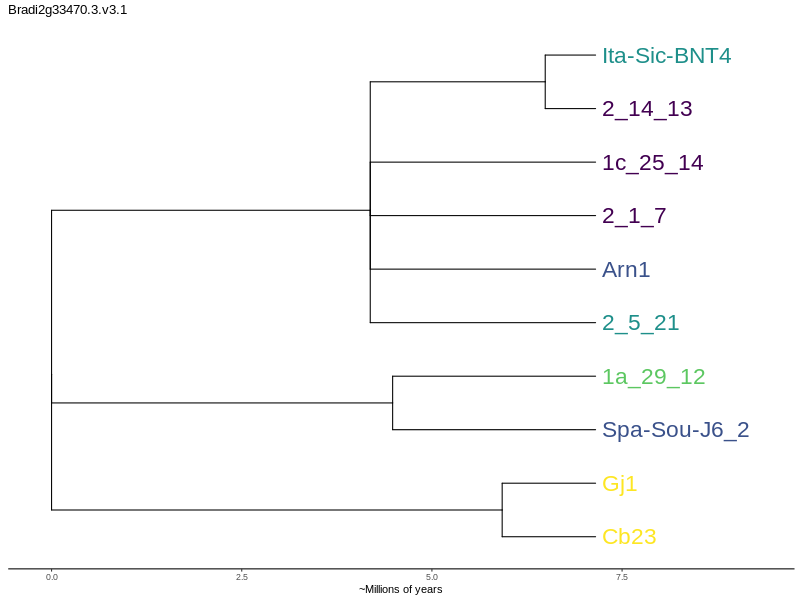 Bradi2g33470.3.v3.1
Ita-Sic-BNT4
2_14_13
1c_25_14
2_1_7
Arn1
2_5_21
1a_29_12
Spa-Sou-J6_2
Gj1
Cb23
0.0 2.5 5.0 7.5
~Millions of years